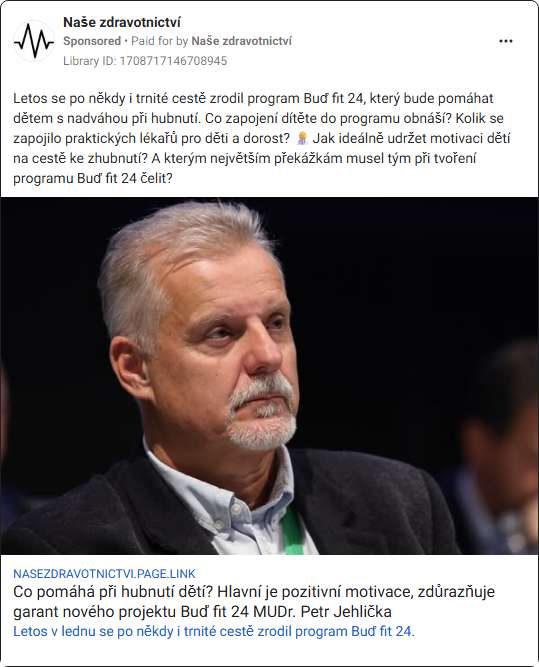 Naše zdravotnictví
Sponsored • Paid for by Naše zdravotnictví
Library ID: 1708717146708945
Letos se po někdy i trnité cestě zrodil program Buď fit 24, který bude pomáhat
dětem s nadváhou při hubnutí. Co zapojení dítěte do programu obnáší? Kolik se
zapojilo praktických lékařů pro děti a dorost? Jak ideálně udržet motivaci dětí
na cestě ke zhubnutí? A kterým největším překážkám musel tým při tvoření
programu Buď fit 24 čelit?
NASEZDRAVOTNICTVI.PAGE.LINK
Co pomáhá při hubnutí dětí? Hlavní je pozitivní motivace, zdůrazňuje
garant nového projektu Buď fit 24 MUDr. Petr Jehlička
Letos v lednu se po někdy i trnité cestě zrodil program Buď fit 24.